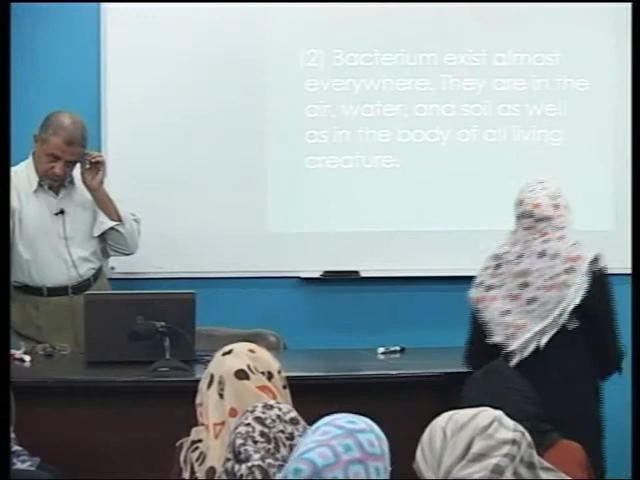 (2) Bacterium exist almost
everywhere. They are in the
air, water, and soil as well
as in the body of all living
creature.